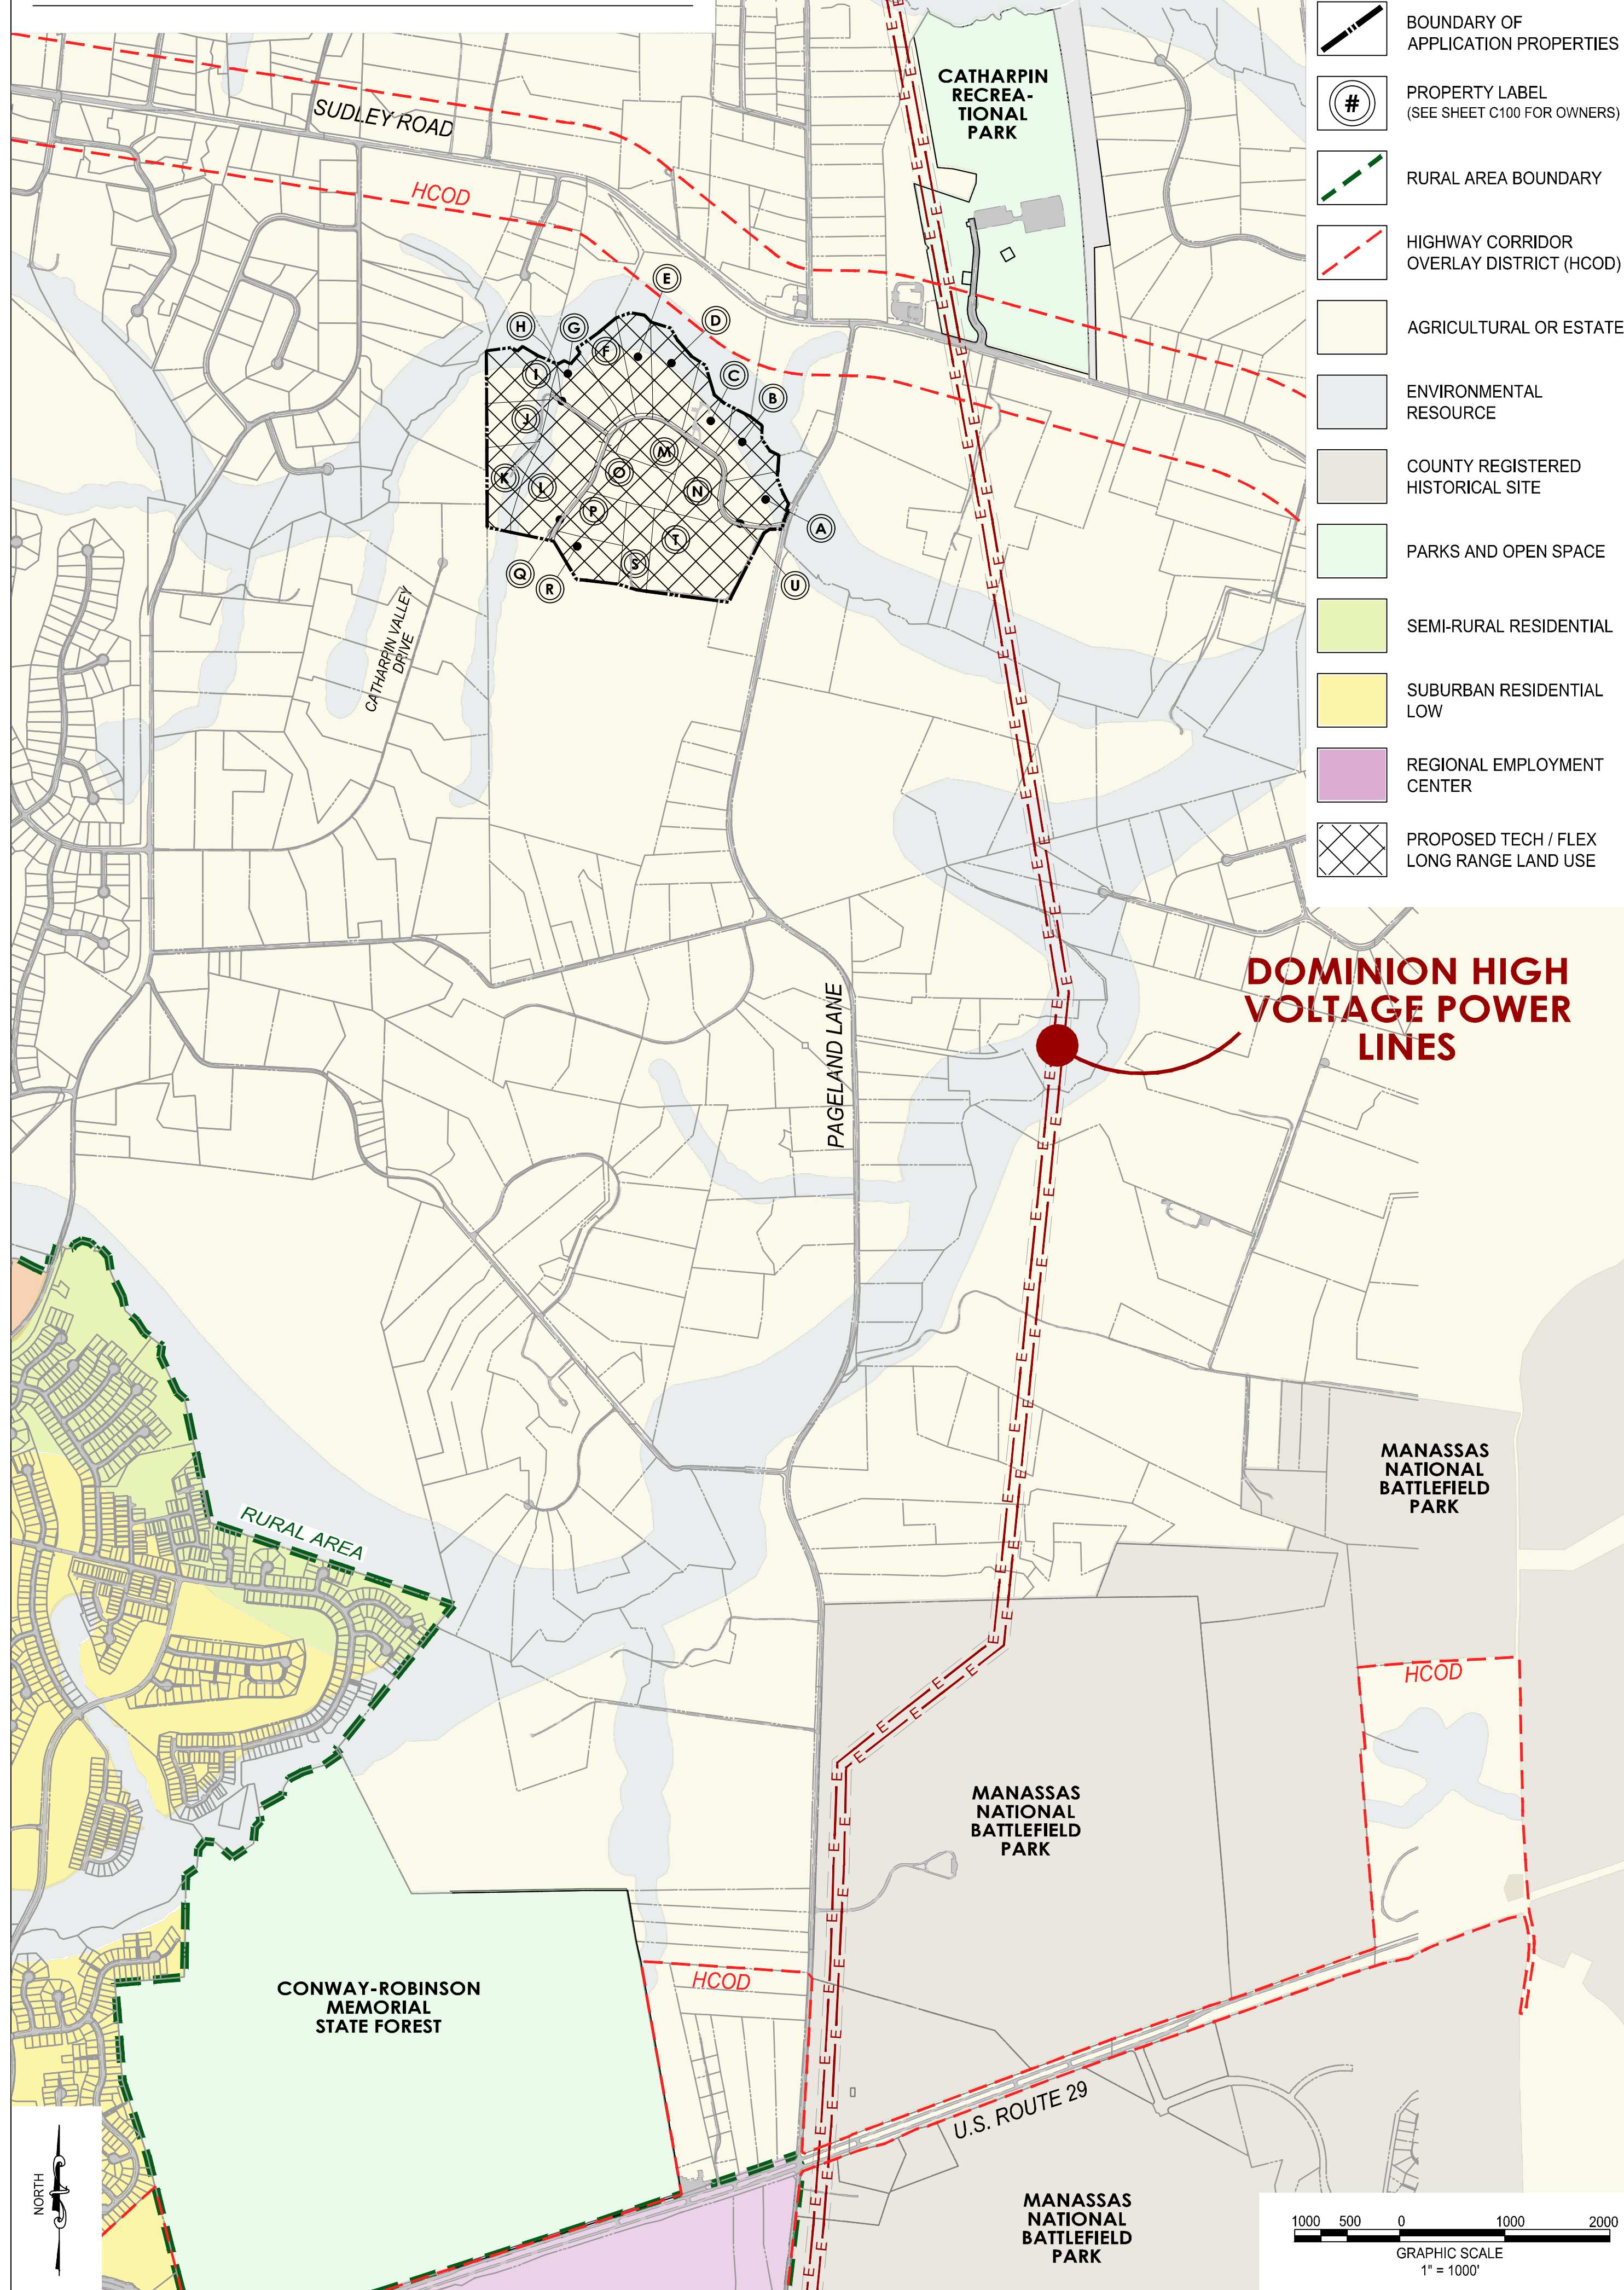 BOUNDARY OF
APPLICATION PROPERTIES
#
PROPERTY LABEL
(SEE SHEET C100 FOR OWNERS)
RURAL AREA BOUNDARY
HIGHWAY CORRIDOR
OVERLAY DISTRICT (HCOD)
AGRICULTURAL OR ESTATE
ENVIRONMENTAL
RESOURCE
COUNTY REGISTERED
HISTORICAL SITE
PARKS AND OPEN SPACE
SEMI-RURAL RESIDENTIAL
SUBURBAN RESIDENTIAL
LOW
REGIONAL EMPLOYMENT
CENTER
PROPOSED TECH / FLEX
LONG RANGE LAND USE
CATHARPIN
RECREA-
TIONAL
PARK
SUDLEY ROAD
HCOD
E
D
H
G
F
I
C
B
J
M
O
K
L
N
P
A
T
S
Q
R
U
CATHARPIN VALLEY
DRIVE
PAGELAND LANE
DOMINION HIGH
VOLTAGE POWER
LINES
MANASSAS
NATIONAL
BATTLEFIELD
PARK
RURAL AREA
HCOD
MANASSAS
NATIONAL
BATTLEFIELD
PARK
HCOD
CONWAY-ROBINSON
MEMORIAL
STATE FOREST
U.S. ROUTE 29
MANASSAS
NATIONAL
BATTLEFIELD
PARK
NORTH
1000 500 0 1000 2000
GRAPHIC SCALE
1" = 1000'